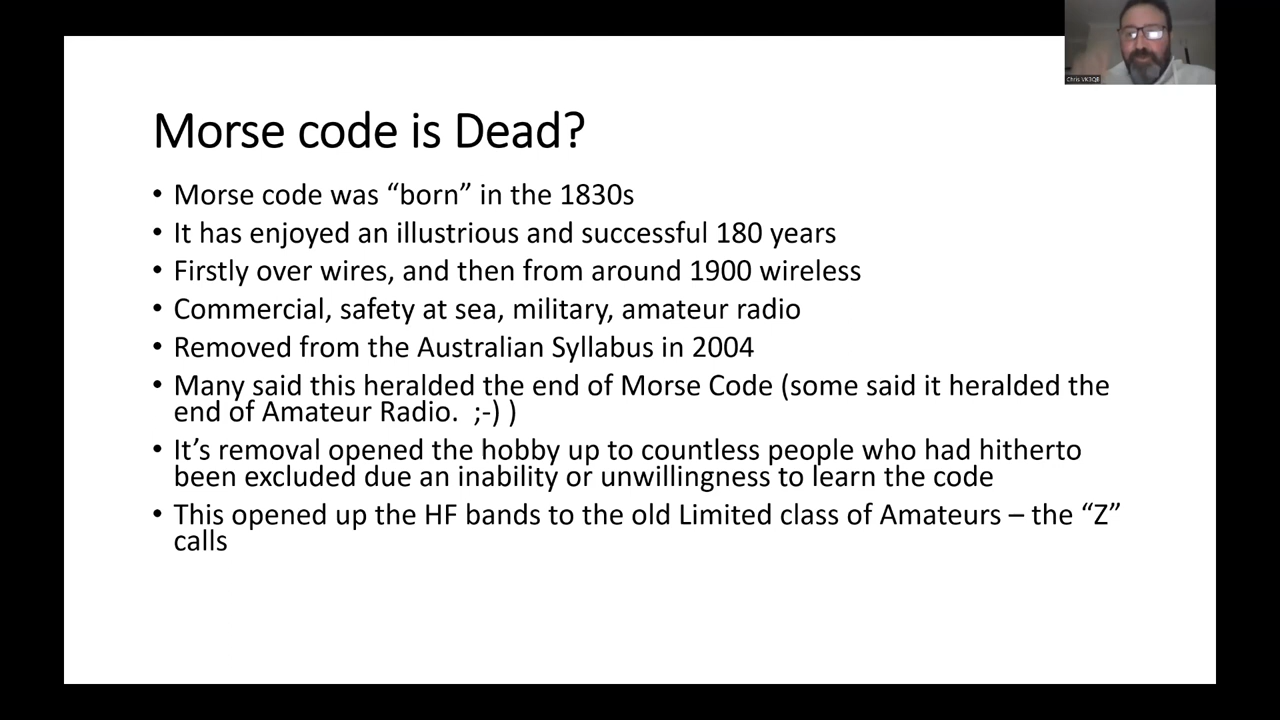 Chris VK3QB
Morse code is Dead?
• Morse code was “born” in the 1830s
• It has enjoyed an illustrious and successful 180 years
• Firstly over wires, and then from around 1900 wireless
• Commercial, safety at sea, military, amateur radio
• Removed from the Australian Syllabus in 2004
• Many said this heralded the end of Morse Code (some said it heralded the
end of Amateur Radio.  ;-) )
• It’s removal opened the hobby up to countless people who had hitherto
been excluded due an inability or unwillingness to learn the code
• This opened up the HF bands to the old Limited class of Amateurs – the “Z”
calls